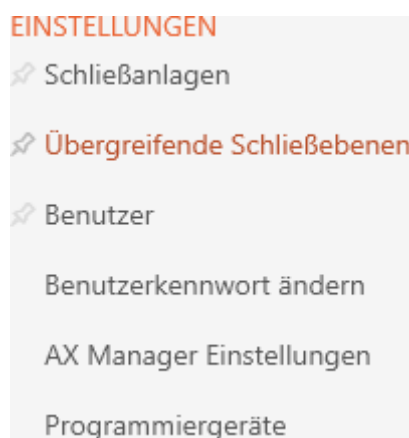 EINSTELLUNGEN
Schließanlagen
Übergreifende Schließebenen
Benutzer
Benutzerkennwort ändern
AX Manager Einstellungen
Programmiergeräte